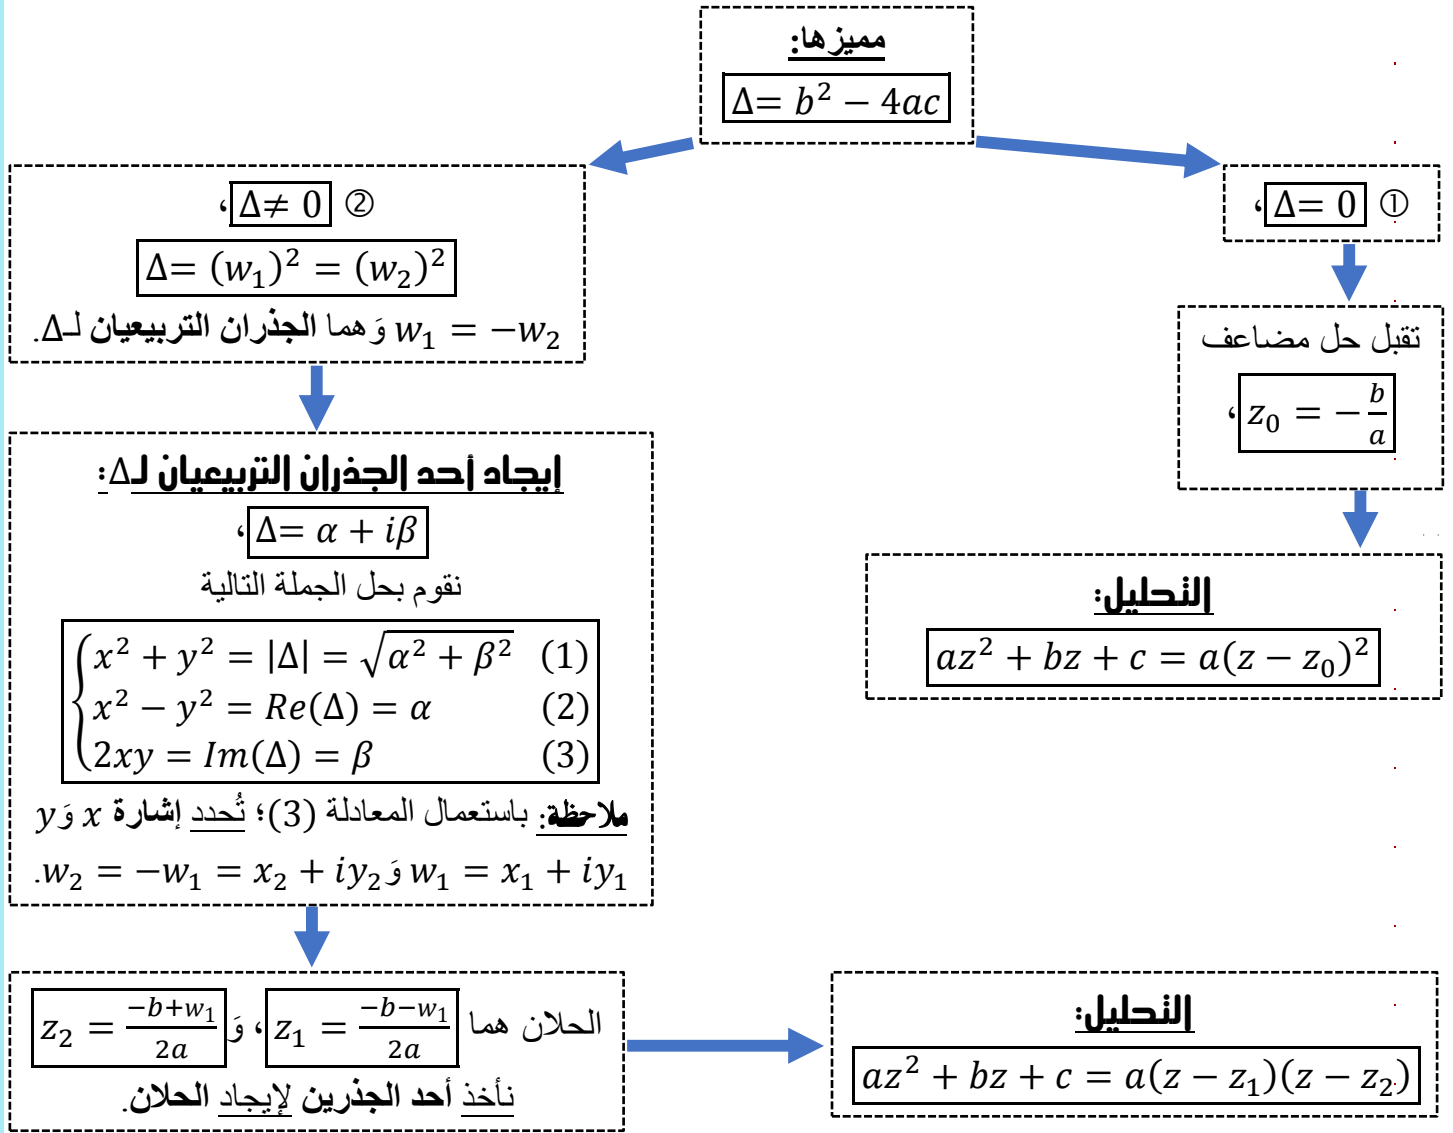 مميزها:
Δ= b² − 4ac
① Δ= 0،
تقبل حل مضاعف
z₀ = − b/a،
التحليل:
az² + bz + c = a(z − z₀)²
② Δ≠ 0،
Δ= (w₁)² = (w₂)²
w₁ = −w₂ وَ هما الجذران التربيعيان لـΔ.
إيجاد أحد الجذران التربيعيان لـΔ:
Δ= α + iβ،
نقوم بحل الجملة التالية
x² + y² = |Δ| = √(α² + β²) (1)
x² − y² = Re(Δ) = α (2)
2xy = Im(Δ) = β (3)
ملاحظة: باستعمال المعادلة (3)؛ تُحدد إشارة x وَ y
w₁ = x₁ + iy₁ وَ w₂ = −w₁ = x₂ + iy₂.
الحلان هما z₁ = (−b−w₁)/2a، وَ z₂ = (−b+w₁)/2a
نأخذ أحد الجذرين لإيجاد الحلان.
التحليل:
az² + bz + c = a(z − z₁)(z − z₂)